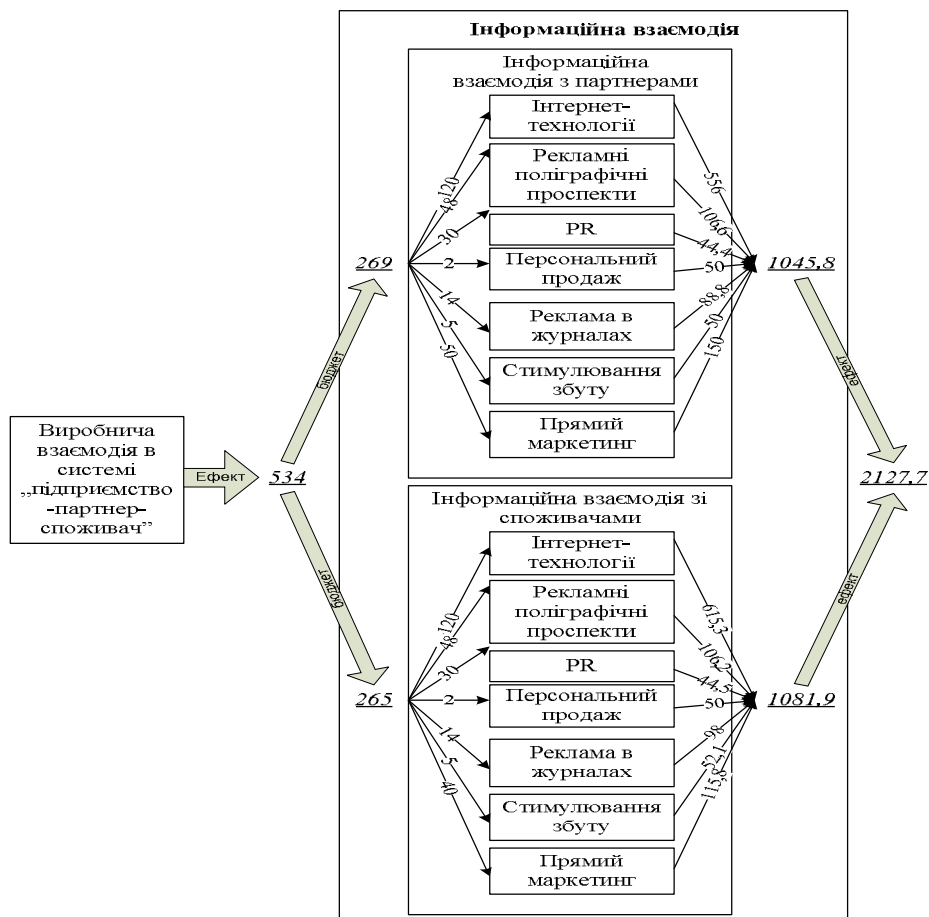 Інформаційна взаємодія
Інформаційна
взаємодія з партнерами
Інтернет-
технології
Рекламні
поліграфічні
проспекти
PR
Персональний
продаж
Реклама в
журналах
Стимулювання
збуту
Прямий
маркетинг
120
48
30
2
14
5
50
556
106,6
44,4
50
88,8
50
150
269
1045,8
бюджет
ефект
Виробнича
взаємодія в
системі
„підприємство
-партнер-
споживач”
Ефект
534
2127,7
Інформаційна взаємодія зі
споживачами
Інтернет-
технології
Рекламні
поліграфічні
проспекти
PR
Персональний
продаж
Реклама в
журналах
Стимулювання
збуту
Прямий
маркетинг
120
48
30
2
14
5
40
615,3
106,2
44,5
50
98
52,1
115,8
265
1081,9
бюджет
ефект